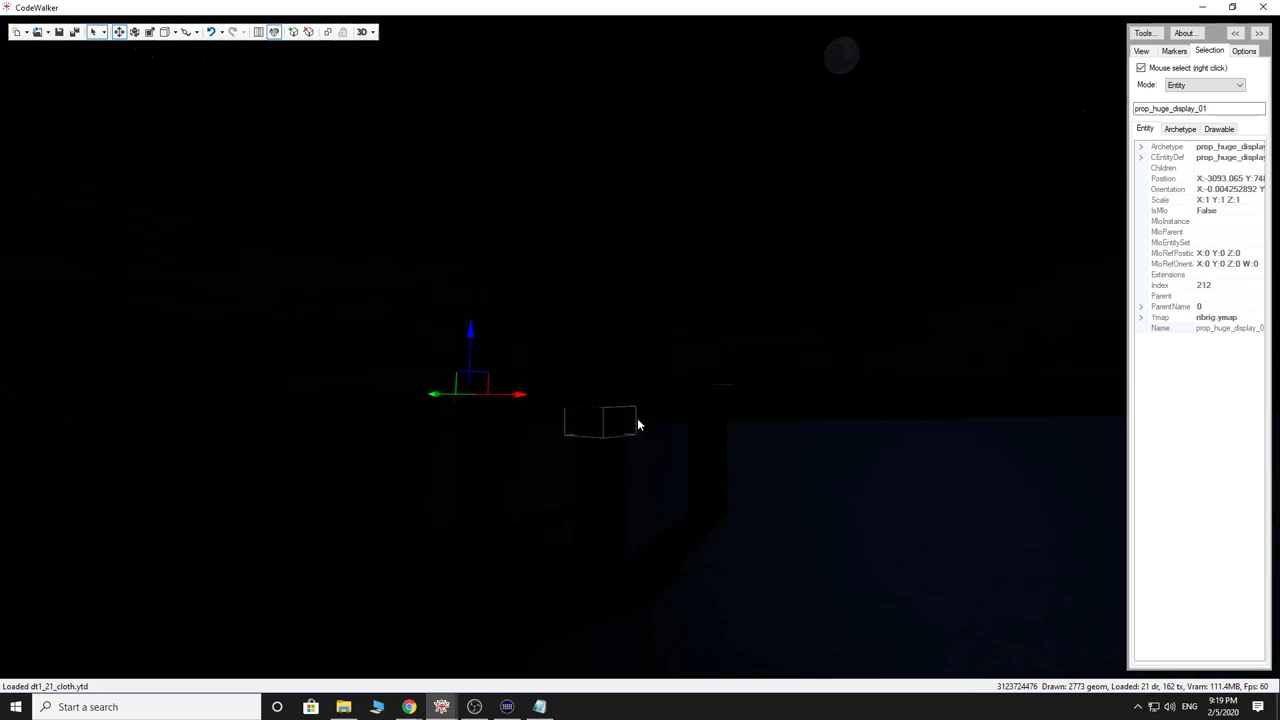 CodeWalker
3D
Tools... About... << >>
View Markers Selection Options
Mouse select (right click)
Mode: Entity
prop_huge_display_01
Entity Archetype Drawable
Archetype prop_huge_display
CEntityDef prop_huge_display
Children
Position X:-3093.065 Y:748
Orientation X:-0.004252892 Y
Scale X:1 Y:1 Z:1
IsMlo False
MloInstance
MloParent
MloEntitySet
MloRefPositic X:0 Y:0 Z:0
MloRefOrient X:0 Y:0 Z:0 W:0
Extensions
Index 212
Parent
ParentName 0
Ymap ribrig.ymap
Name prop_huge_display_0
Loaded dt1_21_cloth.ytd
3123724476 Drawn: 2773 geom, Loaded: 21 dr, 162 tx, Vram: 111.4MB, Fps: 60
Start a search
ENG
9:19 PM
2/5/2020